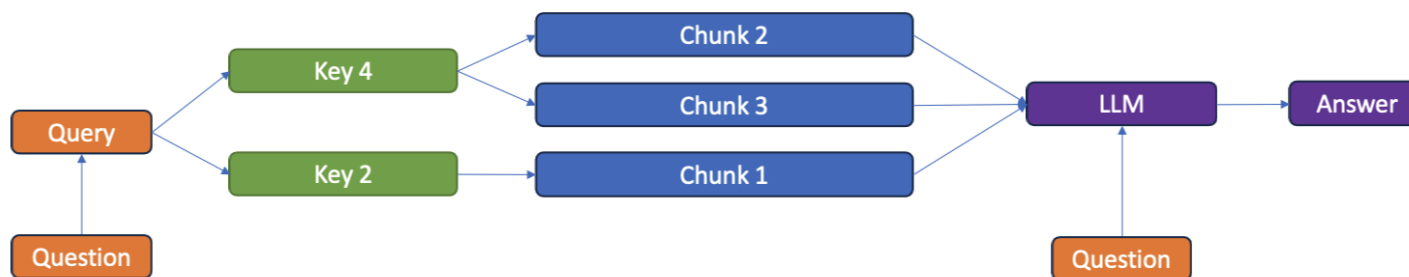 Chunk 2
Key 4
Chunk 3
LLM
Answer
Query
Key 2
Chunk 1
Question
Question